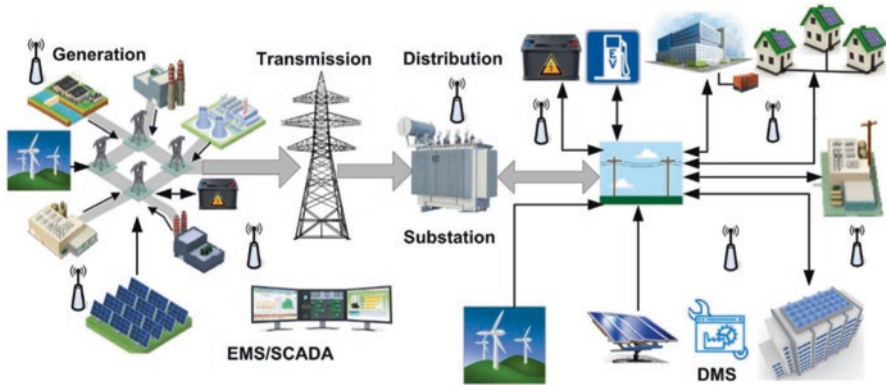 Generation
Transmission
Distribution
EV
Substation
EMS/SCADA
DMS